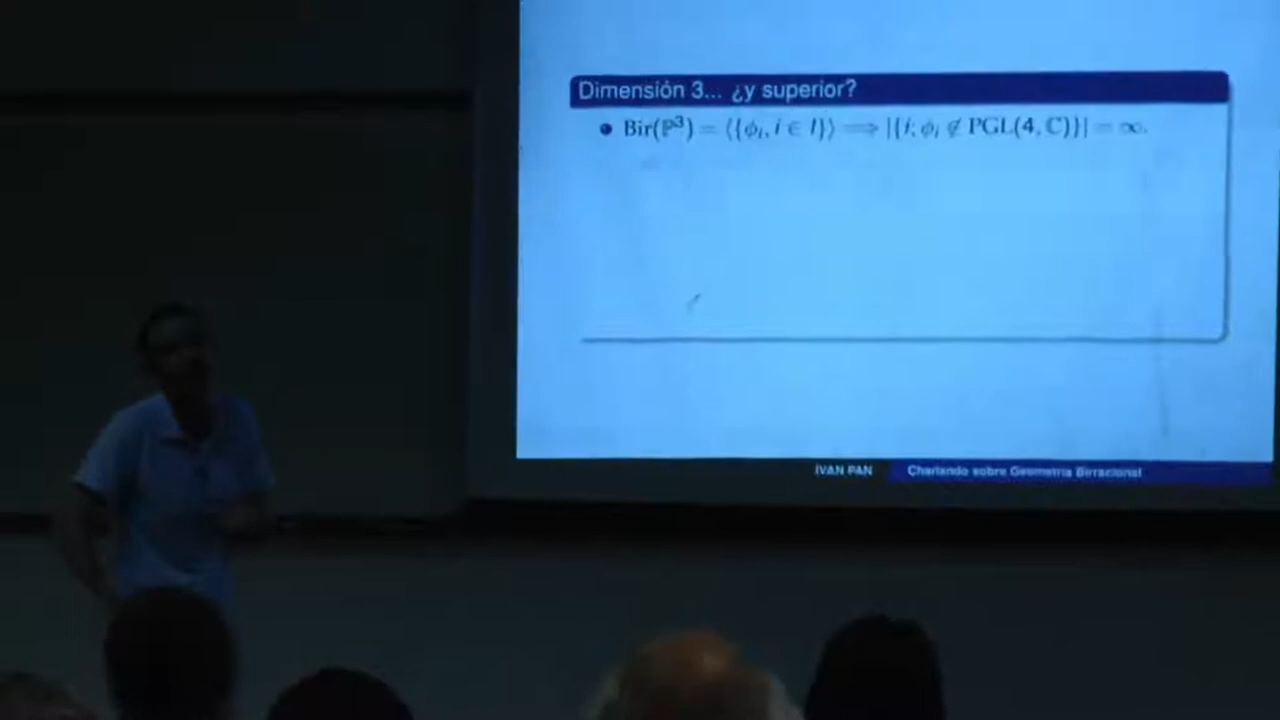 Dimensión 3... ¿y superior?
• Bir(ℙ³) = ⟨{ϕᵢ, i ∈ I}⟩ ⟹ |{i; ϕᵢ ∉ PGL(4, ℂ)}| = ∞.
IVAN PAN Charlando sobre Geometría Birracional